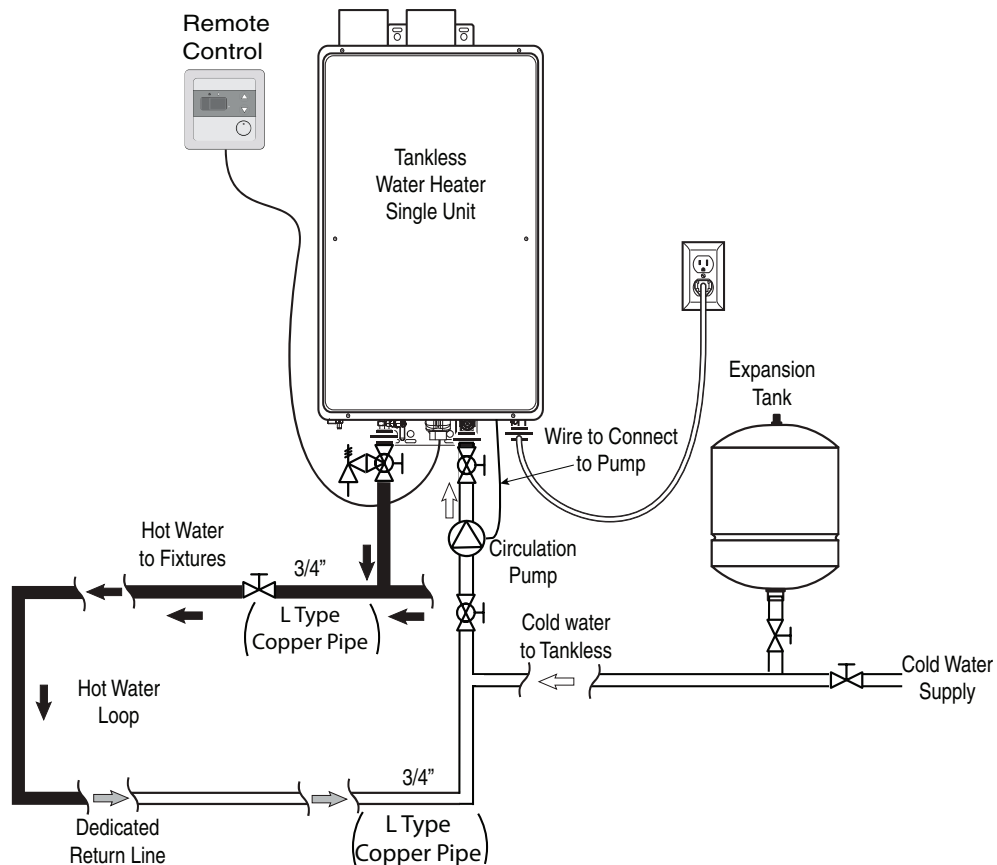 Remote
Control
Tankless
Water Heater
Single Unit
Expansion
Tank
Wire to Connect
to Pump
Hot Water
to Fixtures
3/4”
(L Type
Copper Pipe)
Circulation
Pump
Cold water
to Tankless
Cold Water
Supply
Hot Water
Loop
3/4”
(L Type
Copper Pipe)
Dedicated
Return Line